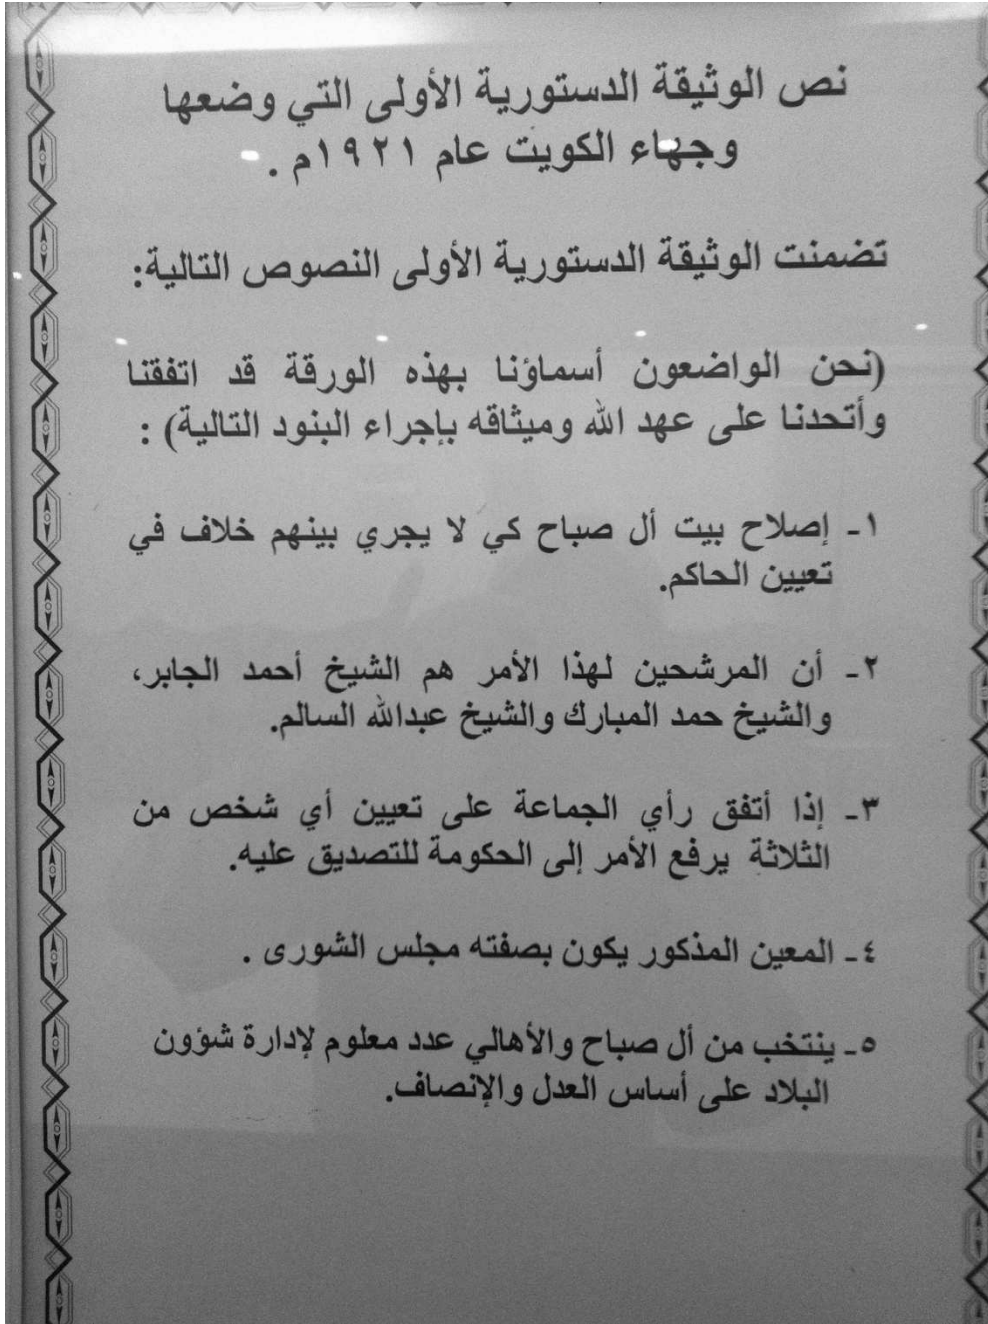 نص الوثيقة الدستورية الأولى التي وضعها
وجهاء الكويت عام ١٩٢١م .
تضمنت الوثيقة الدستورية الأولى النصوص التالية:
(نحن الواضعون أسماؤنا بهذه الورقة قد اتفقتنا
وأتحدنا على عهد الله وميثاقه بإجراء البنود التالية) :
١- إصلاح بيت أل صباح كي لا يجري بينهم خلاف في
تعيين الحاكم.
٢- أن المرشحين لهذا الأمر هم الشيخ أحمد الجابر،
والشيخ حمد المبارك والشيخ عبدالله السالم.
٣- إذا أتفق رأي الجماعة على تعيين أي شخص من
الثلاثة يرفع الأمر إلى الحكومة للتصديق عليه.
٤- المعين المذكور يكون بصفته مجلس الشورى .
٥- ينتخب من أل صباح والأهالي عدد معلوم لإدارة شؤون
البلاد على أساس العدل والإنصاف.